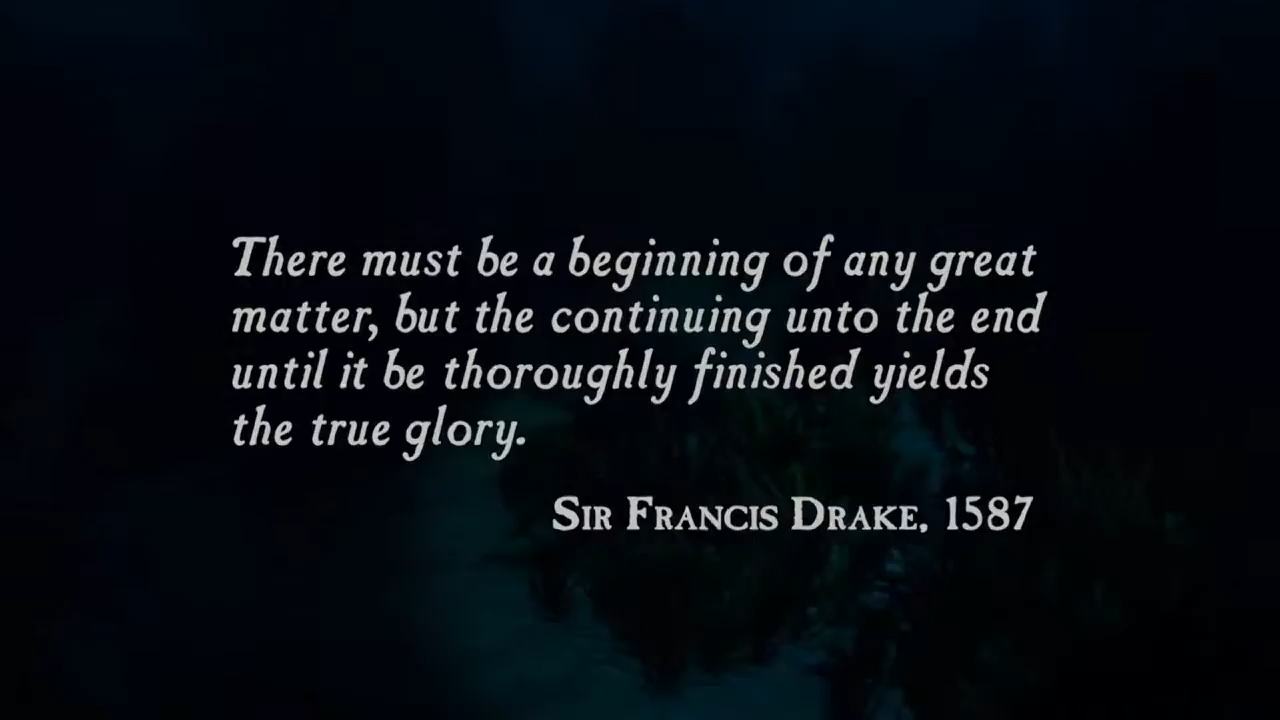 There must be a beginning of any great
matter, but the continuing unto the end
until it be thoroughly finished yields
the true glory.
Sir Francis Drake, 1587